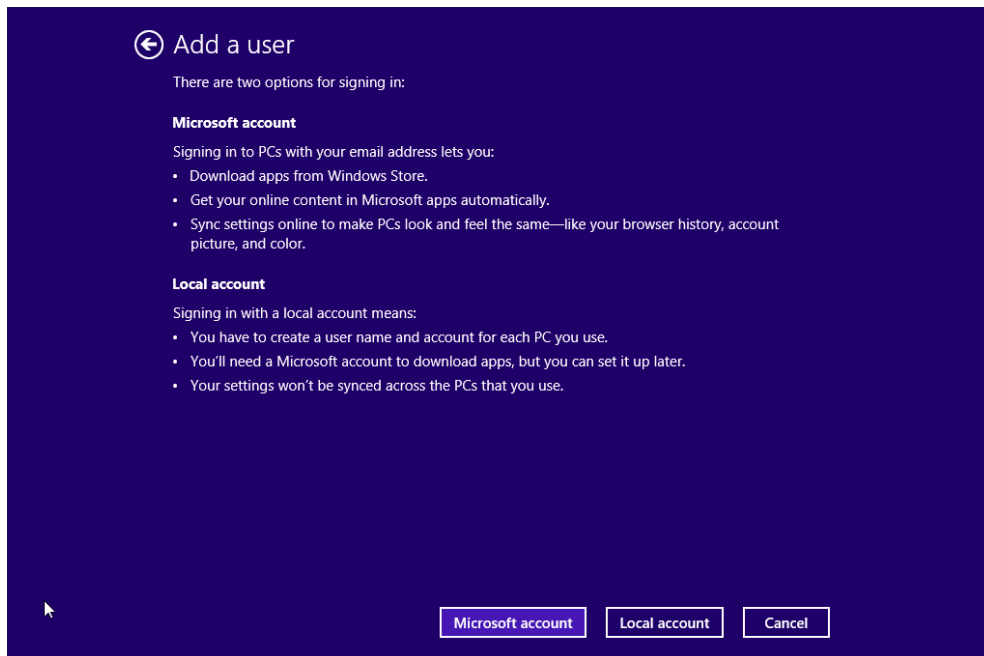 Add a user
There are two options for signing in:
Microsoft account
Signing in to PCs with your email address lets you:
• Download apps from Windows Store.
• Get your online content in Microsoft apps automatically.
• Sync settings online to make PCs look and feel the same—like your browser history, account
picture, and color.
Local account
Signing in with a local account means:
• You have to create a user name and account for each PC you use.
• You’ll need a Microsoft account to download apps, but you can set it up later.
• Your settings won’t be synced across the PCs that you use.
Microsoft account Local account Cancel